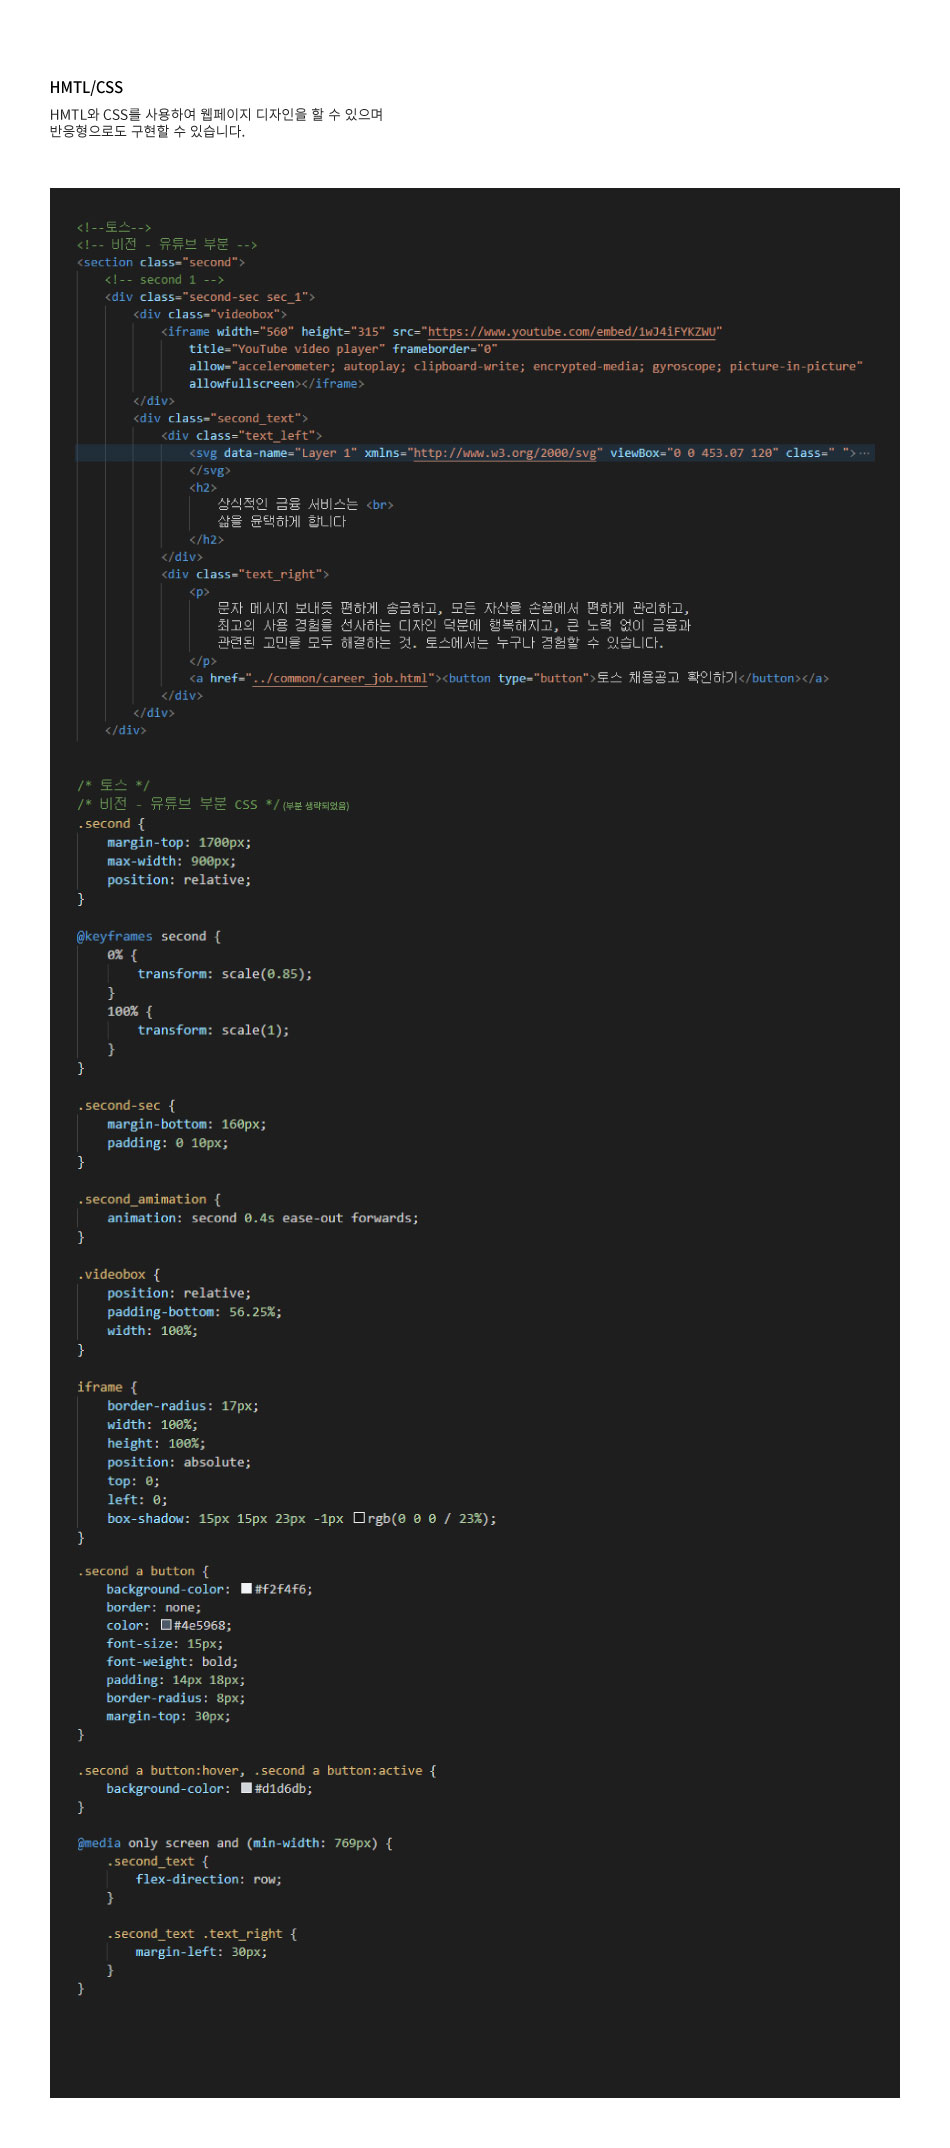 HMTL/CSS
HMTL와 CSS를 사용하여 웹페이지 디자인을 할 수 있으며
반응형으로도 구현할 수 있습니다.
<!--토스-->
<!-- 비전 - 유튜브 부분 -->
<section class="second">
<!-- second 1 -->
<div class="second-sec sec_1">
<div class="videobox">
<iframe width="560" height="315" src="https://www.youtube.com/embed/1wJ4iFYKZWU"
title="YouTube video player" frameborder="0"
allow="accelerometer; autoplay; clipboard-write; encrypted-media; gyroscope; picture-in-picture"
allowfullscreen></iframe>
</div>
<div class="second_text">
<div class="text_left">
<svg data-name="Layer 1" xmlns="http://www.w3.org/2000/svg" viewBox="0 0 453.07 120" class=" ">…
</svg>
<h2>
상식적인 금융 서비스는 <br>
삶을 윤택하게 합니다
</h2>
</div>
<div class="text_right">
<p>
문자 메시지 보내듯 편하게 송금하고, 모든 자산을 손끝에서 편하게 관리하고,
최고의 사용 경험을 선사하는 디자인 덕분에 행복해지고, 큰 노력 없이 금융과
관련된 고민을 모두 해결하는 것. 토스에서는 누구나 경험할 수 있습니다.
</p>
<a href="../common/career_job.html"><button type="button">토스 채용공고 확인하기</button></a>
</div>
</div>
</div>
/* 토스 */
/* 비전 - 유튜브 부분 CSS */ (부분 생략되었음)
.second {
margin-top: 1700px;
max-width: 900px;
position: relative;
}
@keyframes second {
0% {
transform: scale(0.85);
}
100% {
transform: scale(1);
}
}
.second-sec {
margin-bottom: 160px;
padding: 0 10px;
}
.second_amimation {
animation: second 0.4s ease-out forwards;
}
.videobox {
position: relative;
padding-bottom: 56.25%;
width: 100%;
}
iframe {
border-radius: 17px;
width: 100%;
height: 100%;
position: absolute;
top: 0;
left: 0;
box-shadow: 15px 15px 23px -1px rgb(0 0 0 / 23%);
}
.second a button {
background-color: #f2f4f6;
border: none;
color: #4e5968;
font-size: 15px;
font-weight: bold;
padding: 14px 18px;
border-radius: 8px;
margin-top: 30px;
}
.second a button:hover, .second a button:active {
background-color: #d1d6db;
}
@media only screen and (min-width: 769px) {
.second_text {
flex-direction: row;
}
.second_text .text_right {
margin-left: 30px;
}
}